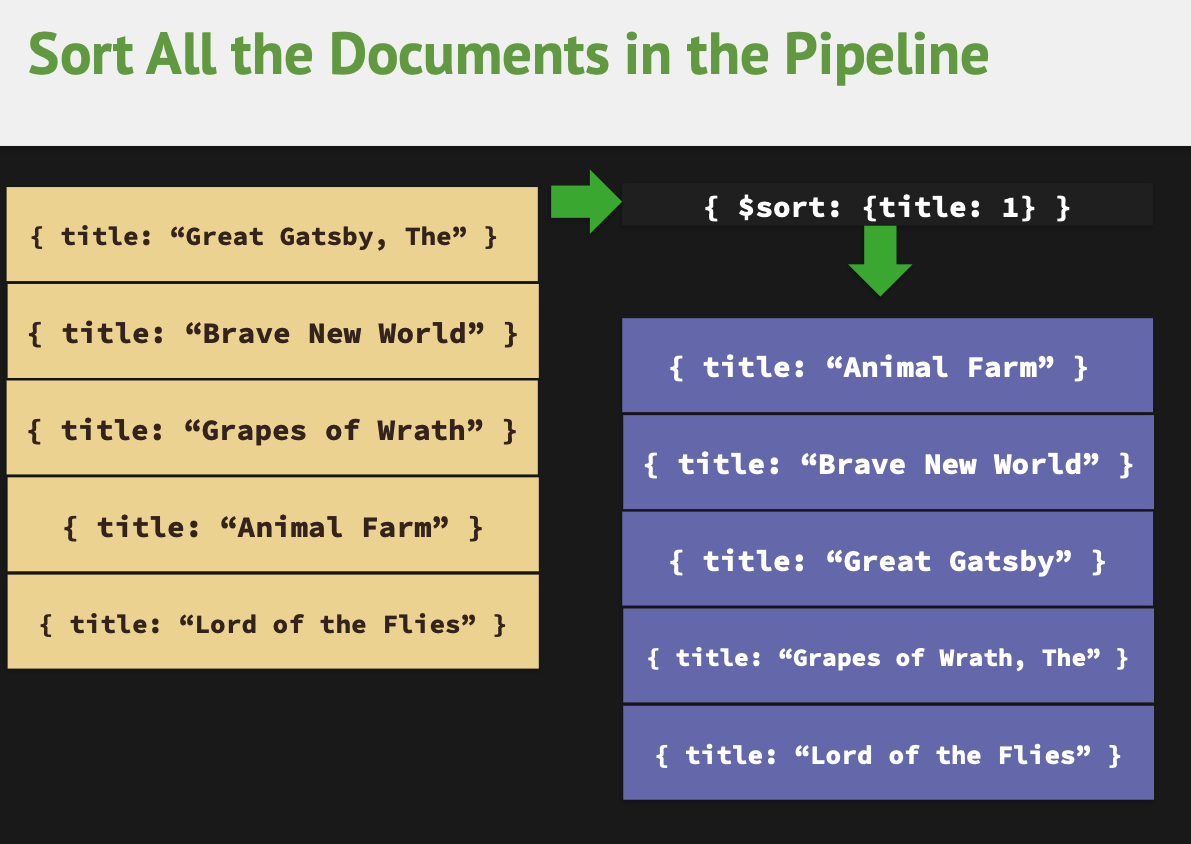 Sort All the Documents in the Pipeline
{ title: “Great Gatsby, The” }
{ title: “Brave New World” }
{ title: “Grapes of Wrath” }
{ title: “Animal Farm” }
{ title: “Lord of the Flies” }
{ $sort: {title: 1} }
{ title: “Animal Farm” }
{ title: “Brave New World” }
{ title: “Great Gatsby” }
{ title: “Grapes of Wrath, The” }
{ title: “Lord of the Flies” }